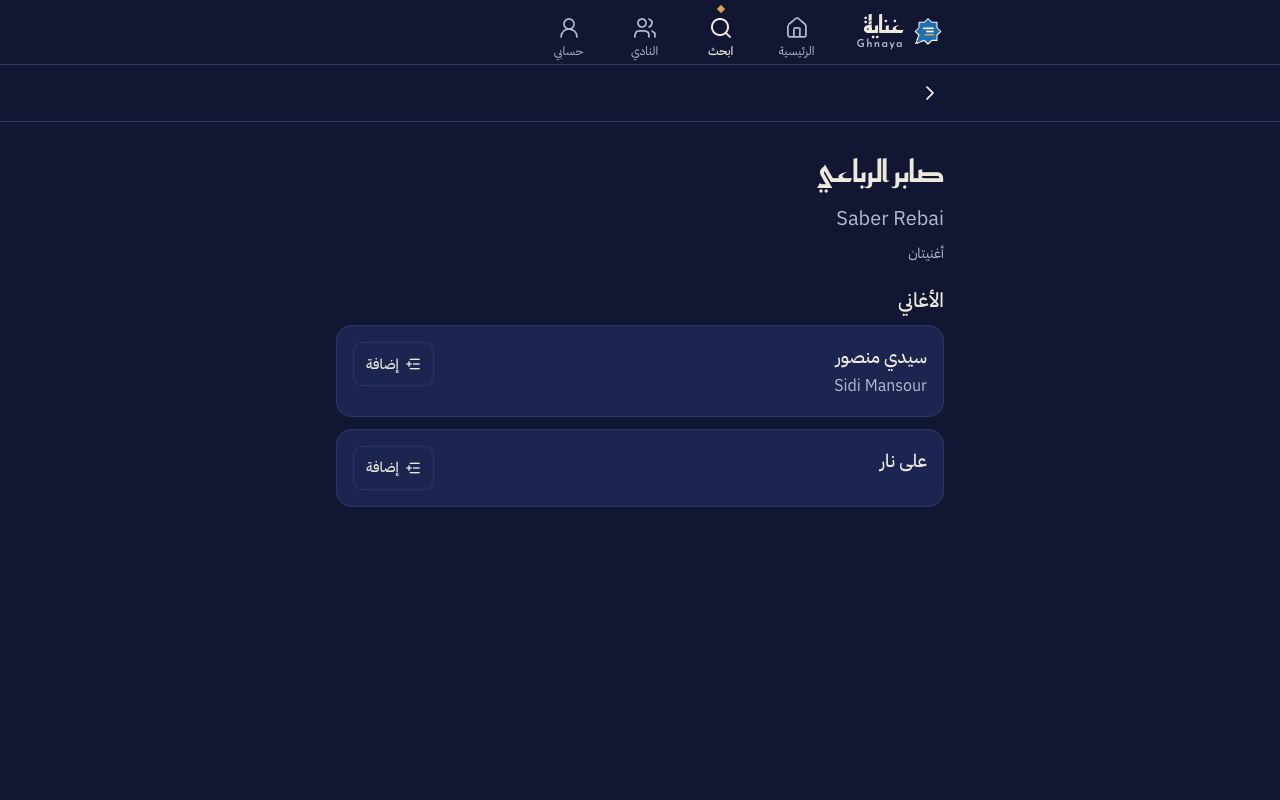 غناية
Ghnaya
الرئيسية
ابحث
النادي
حسابي
صابر الرباعي
Saber Rebai
أغنيتان
الأغاني
سيدي منصور
Sidi Mansour
إضافة
على نار
إضافة